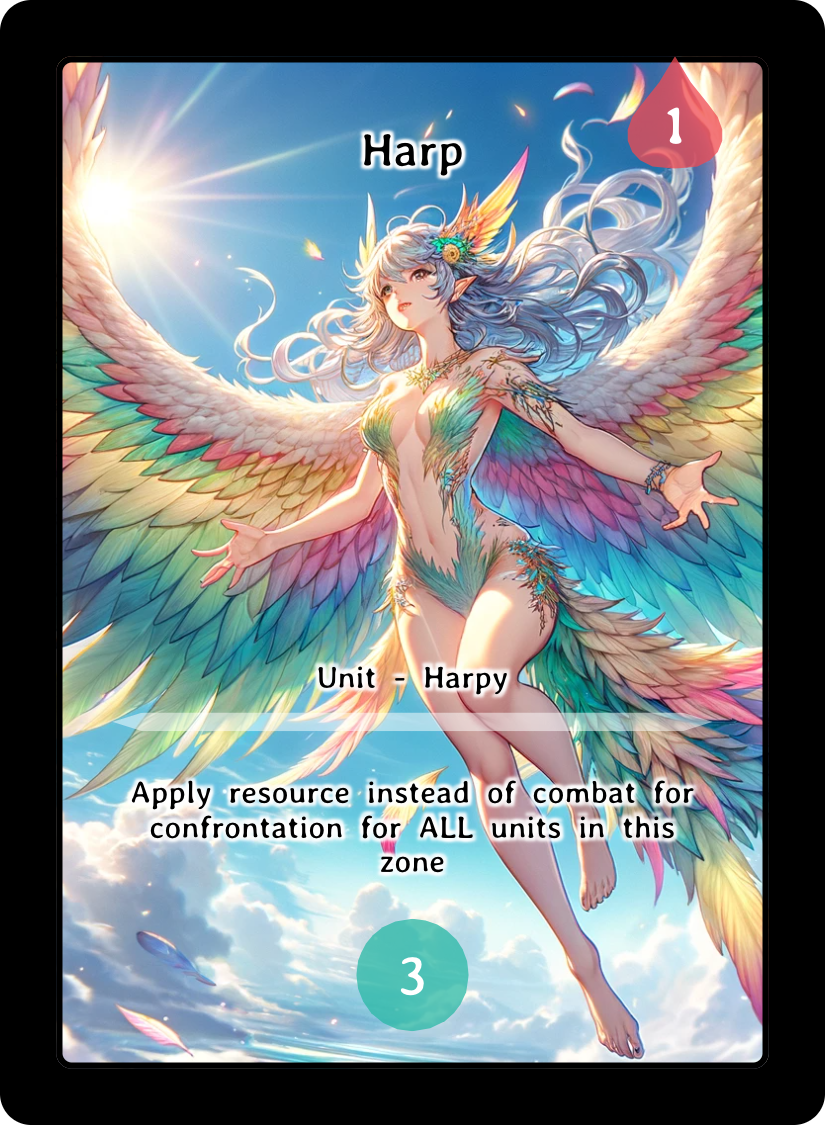 1
Harp
Unit - Harpy
Apply resource instead of combat for
confrontation for ALL units in this
zone
3